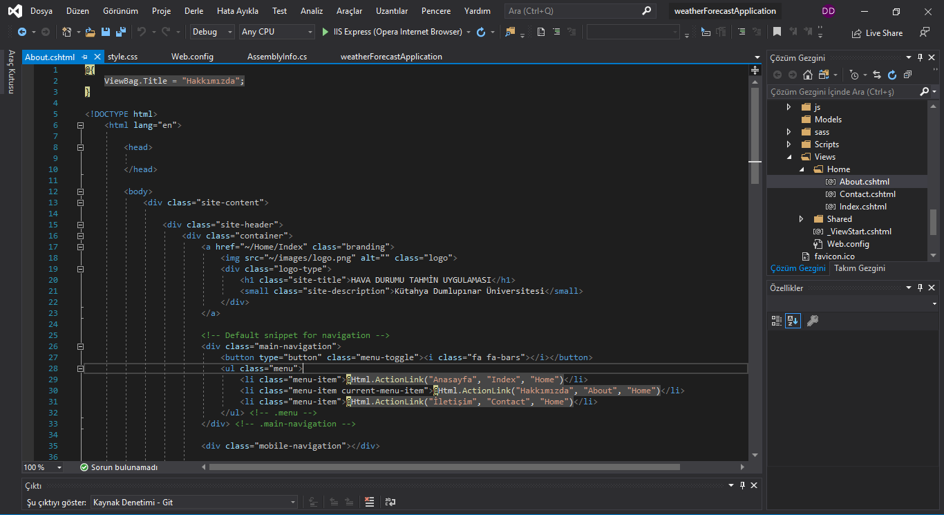 Dosya Düzen Görünüm Proje Derle Hata Ayıkla Test Analiz Araçlar Uzantılar Pencere Yardım Ara (Ctrl+Q) weatherForecastApplication DD
Debug Any CPU IIS Express (Opera Internet Browser) Live Share
Araç Kutusu
About.cshtml style.css Web.config AssemblyInfo.cs weatherForecastApplication
1 @{
2 ViewBag.Title = "Hakkımızda";
3 }
4
5 <!DOCTYPE html>
6 <html lang="en">
7
8 <head>
9
10 </head>
11
12 <body>
13 <div class="site-content">
14
15 <div class="site-header">
16 <div class="container">
17 <a href="~/Home/Index" class="branding">
18 <img src="~/images/logo.png" alt="" class="logo">
19 <div class="logo-type">
20 <h1 class="site-title">HAVA DURUMU TAHMİN UYGULAMASI</h1>
21 <small class="site-description">Kütahya Dumlupınar Üniversitesi</small>
22 </div>
23 </a>
24
25 <!-- Default snippet for navigation -->
26 <div class="main-navigation">
27 <button type="button" class="menu-toggle"><i class="fa fa-bars"></i></button>
28 <ul class="menu">
29 <li class="menu-item">@Html.ActionLink("Anasayfa", "Index", "Home")</li>
30 <li class="menu-item current-menu-item">@Html.ActionLink("Hakkımızda", "About", "Home")</li>
31 <li class="menu-item">@Html.ActionLink("İletişim", "Contact", "Home")</li>
32 </ul> <!-- .menu -->
33 </div> <!-- .main-navigation -->
34
35 <div class="mobile-navigation"></div>
36
100 % Sorun bulunamadı
Çıktı
Şu çıktıyı göster: Kaynak Denetimi - Git
Çözüm Gezgini
Çözüm Gezgini İçinde Ara (Ctrl+ş)
js
Models
sass
Scripts
Views
Home
About.cshtml
Contact.cshtml
Index.cshtml
Shared
_ViewStart.cshtml
Web.config
favicon.ico
Çözüm Gezgini Takım Gezgini
Özellikler